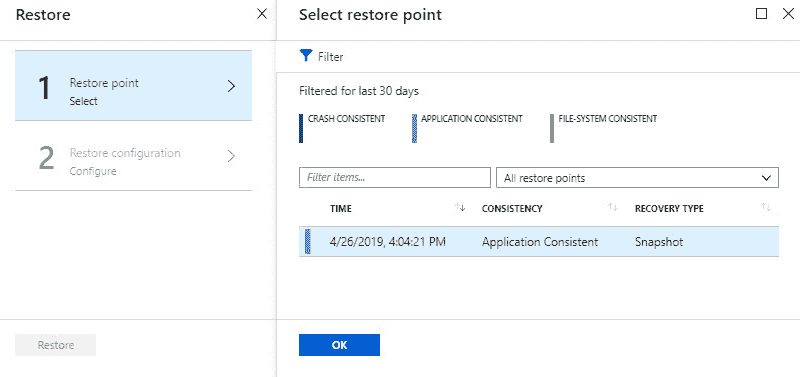 Restore
1
Restore point
Select
2
Restore configuration
Configure
Restore
Select restore point
Filter
Filtered for last 30 days
CRASH CONSISTENT
APPLICATION CONSISTENT
FILE-SYSTEM CONSISTENT
Filter items...
All restore points
TIME CONSISTENCY RECOVERY TYPE
4/26/2019, 4:04:21 PM Application Consistent Snapshot
OK